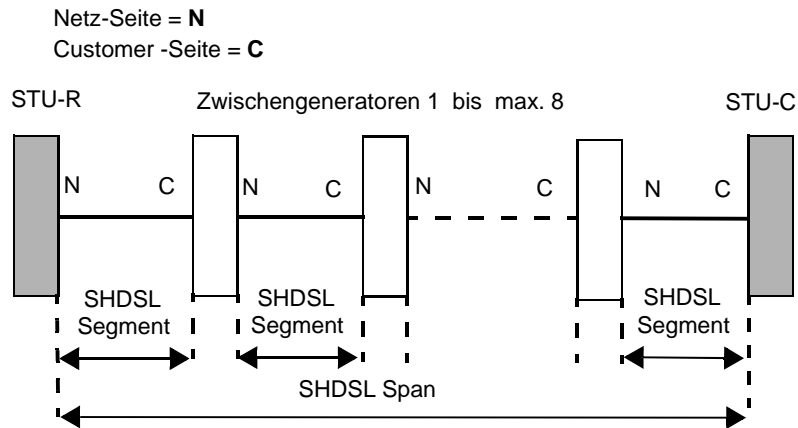 Netz-Seite = N
Customer -Seite = C
STU-R Zwischengeneratoren 1 bis max. 8 STU-C
N C N C N C N C
SHDSL Segment SHDSL Segment SHDSL Segment
SHDSL Span